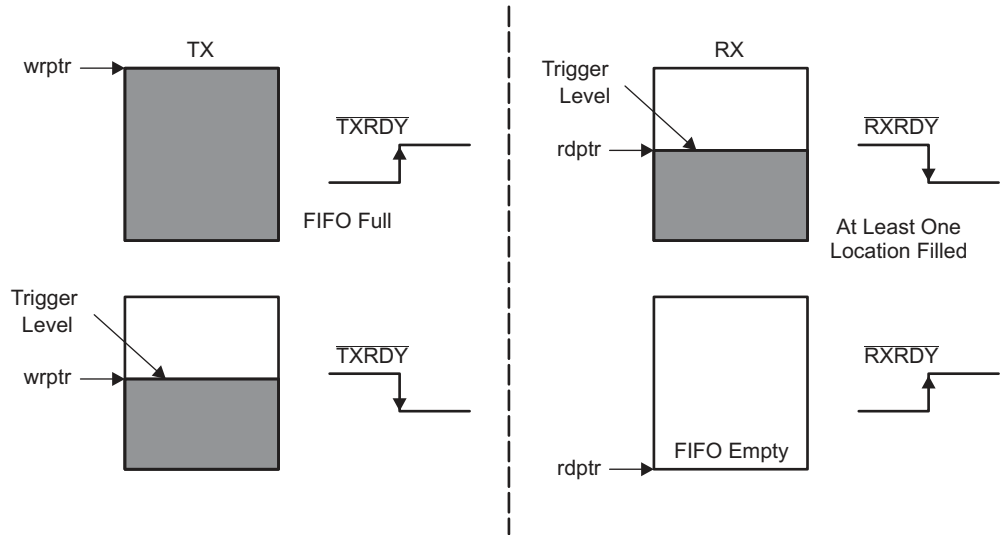 TX
wrptr
TXRDY
FIFO Full
Trigger
Level
TXRDY
wrptr
RX
Trigger
Level
RXRDY
rdptr
At Least One
Location Filled
RXRDY
FIFO Empty
rdptr